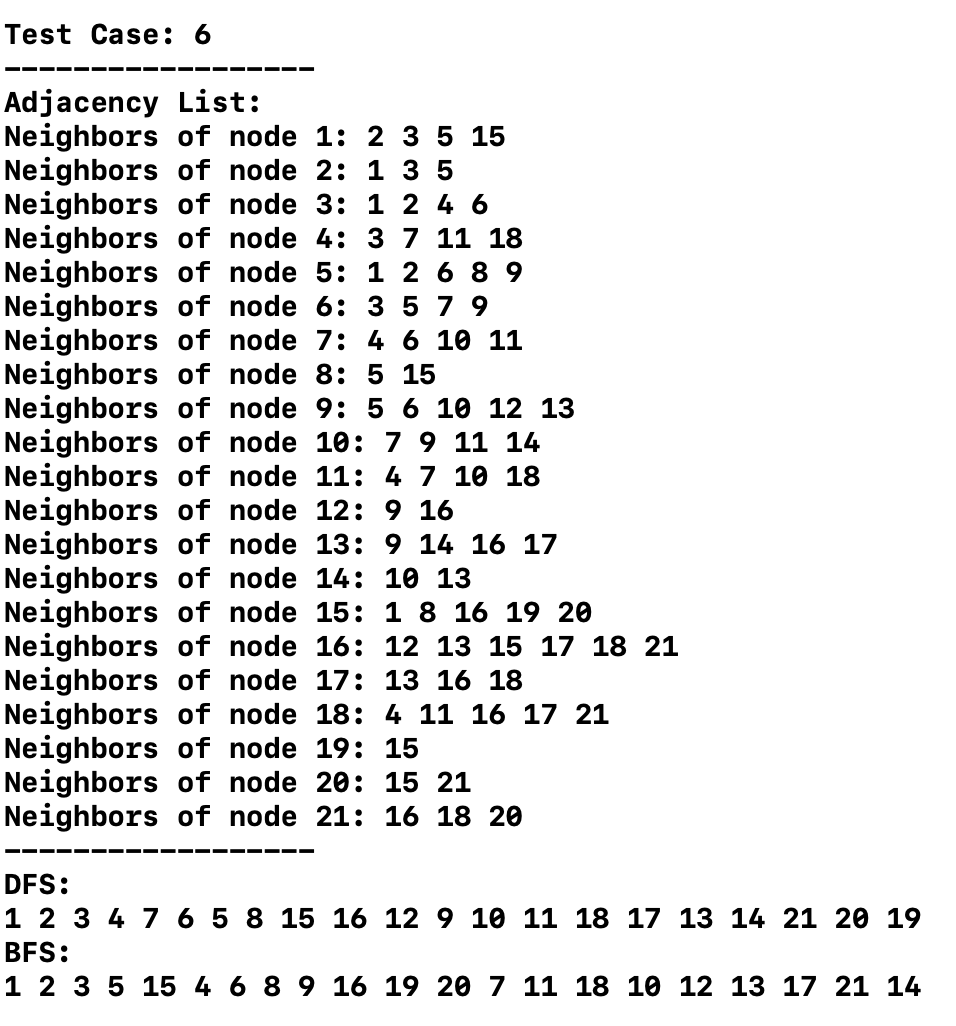 Test Case: 6
------------------
Adjacency List:
Neighbors of node 1: 2 3 5 15
Neighbors of node 2: 1 3 5
Neighbors of node 3: 1 2 4 6
Neighbors of node 4: 3 7 11 18
Neighbors of node 5: 1 2 6 8 9
Neighbors of node 6: 3 5 7 9
Neighbors of node 7: 4 6 10 11
Neighbors of node 8: 5 15
Neighbors of node 9: 5 6 10 12 13
Neighbors of node 10: 7 9 11 14
Neighbors of node 11: 4 7 10 18
Neighbors of node 12: 9 16
Neighbors of node 13: 9 14 16 17
Neighbors of node 14: 10 13
Neighbors of node 15: 1 8 16 19 20
Neighbors of node 16: 12 13 15 17 18 21
Neighbors of node 17: 13 16 18
Neighbors of node 18: 4 11 16 17 21
Neighbors of node 19: 15
Neighbors of node 20: 15 21
Neighbors of node 21: 16 18 20
------------------
DFS:
1 2 3 4 7 6 5 8 15 16 12 9 10 11 18 17 13 14 21 20 19
BFS:
1 2 3 5 15 4 6 8 9 16 19 20 7 11 18 10 12 13 17 21 14